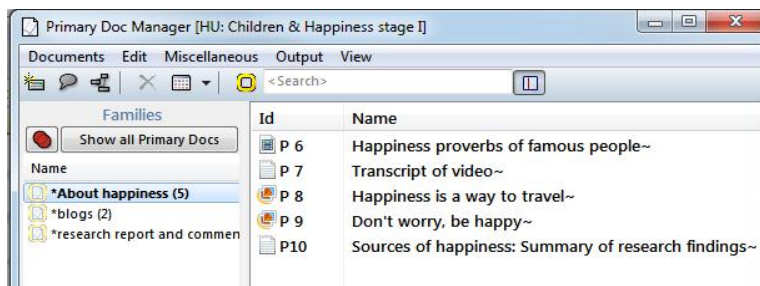 Primary Doc Manager [HU: Children & Happiness stage I]
Documents Edit Miscellaneous Output View
<Search>
Families
Show all Primary Docs
Name
*About happiness (5)
*blogs (2)
*research report and commen
Id Name
P 6 Happiness proverbs of famous people~
P 7 Transcript of video~
P 8 Happiness is a way to travel~
P 9 Don't worry, be happy~
P10 Sources of happiness: Summary of research findings~